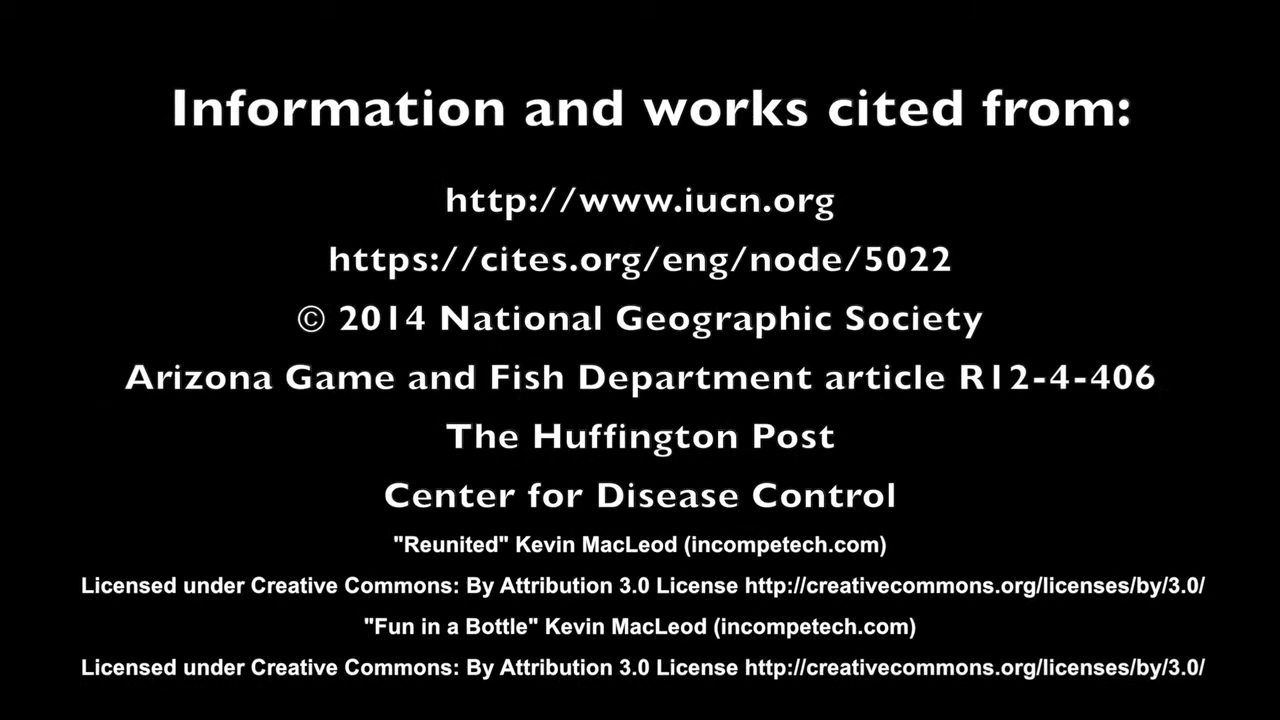 Information and works cited from:
http://www.iucn.org
https://cites.org/eng/node/5022
© 2014 National Geographic Society
Arizona Game and Fish Department article R12-4-406
The Huffington Post
Center for Disease Control
"Reunited" Kevin MacLeod (incompetech.com)
Licensed under Creative Commons: By Attribution 3.0 License http://creativecommons.org/licenses/by/3.0/
"Fun in a Bottle" Kevin MacLeod (incompetech.com)
Licensed under Creative Commons: By Attribution 3.0 License http://creativecommons.org/licenses/by/3.0/